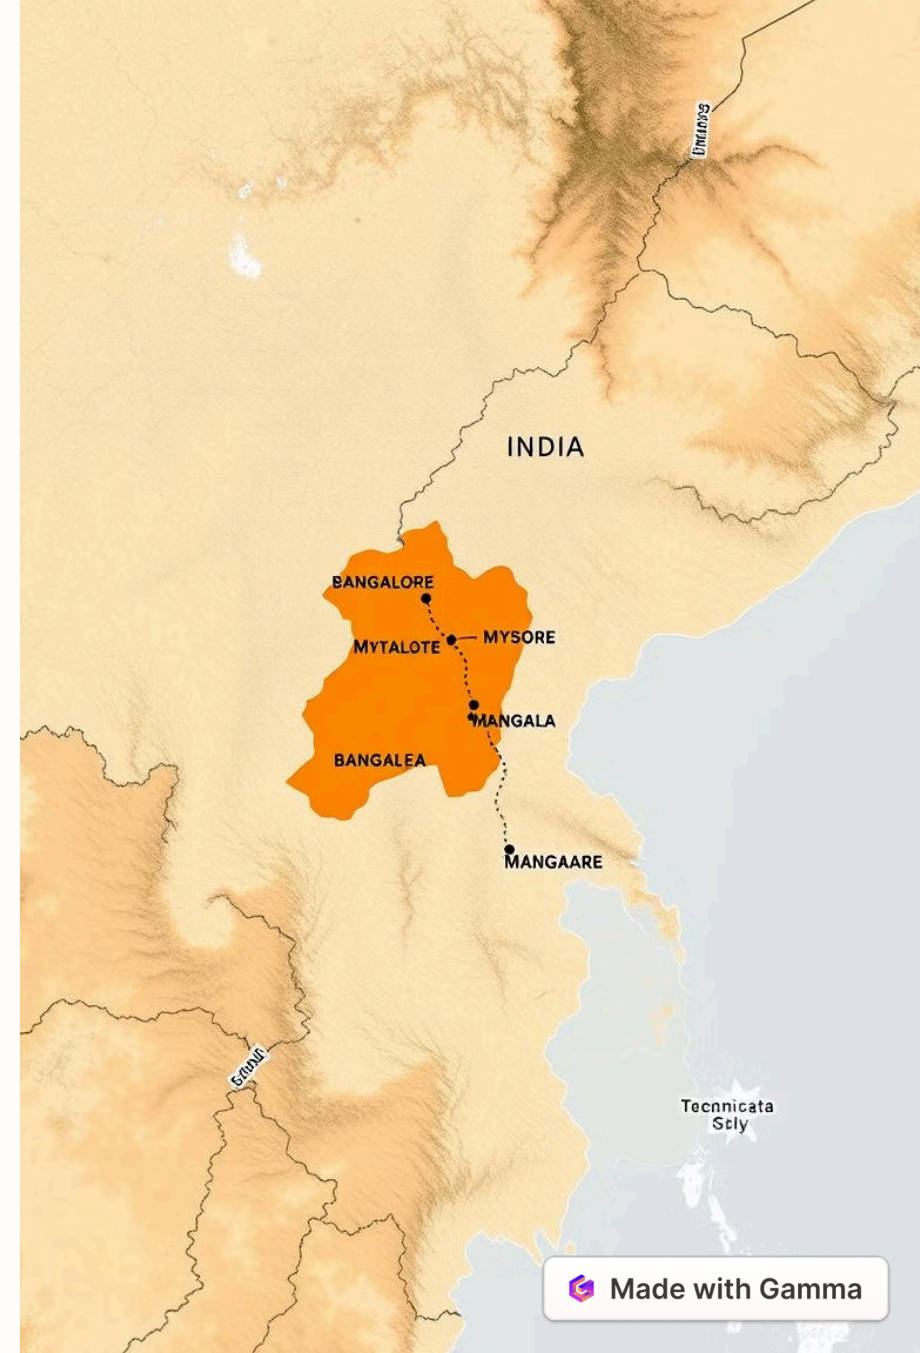 INDIA
BANGALORE
MYTALOTE
MYSORE
MANGALA
BANGALEA
MANGAARE
Tecnnicata
Scly
Made with Gamma